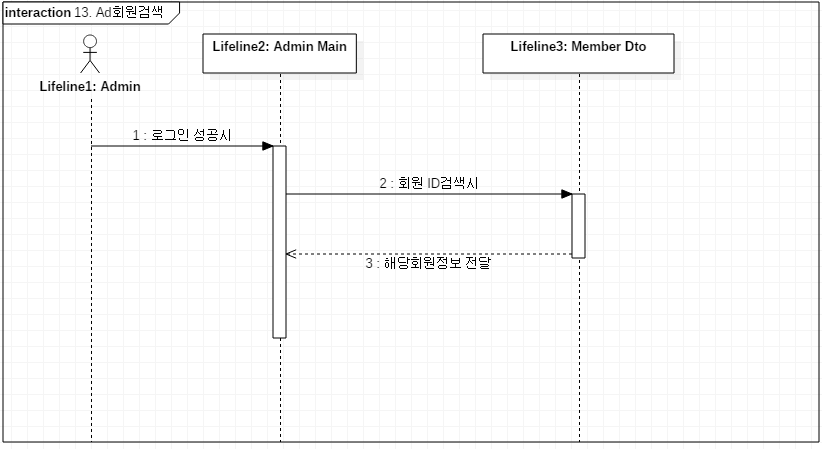 interaction 13. Ad회원검색
Lifeline1: Admin
Lifeline2: Admin Main
Lifeline3: Member Dto
1 : 로그인 성공시
2 : 회원 ID검색시
3 : 해당회원정보 전달